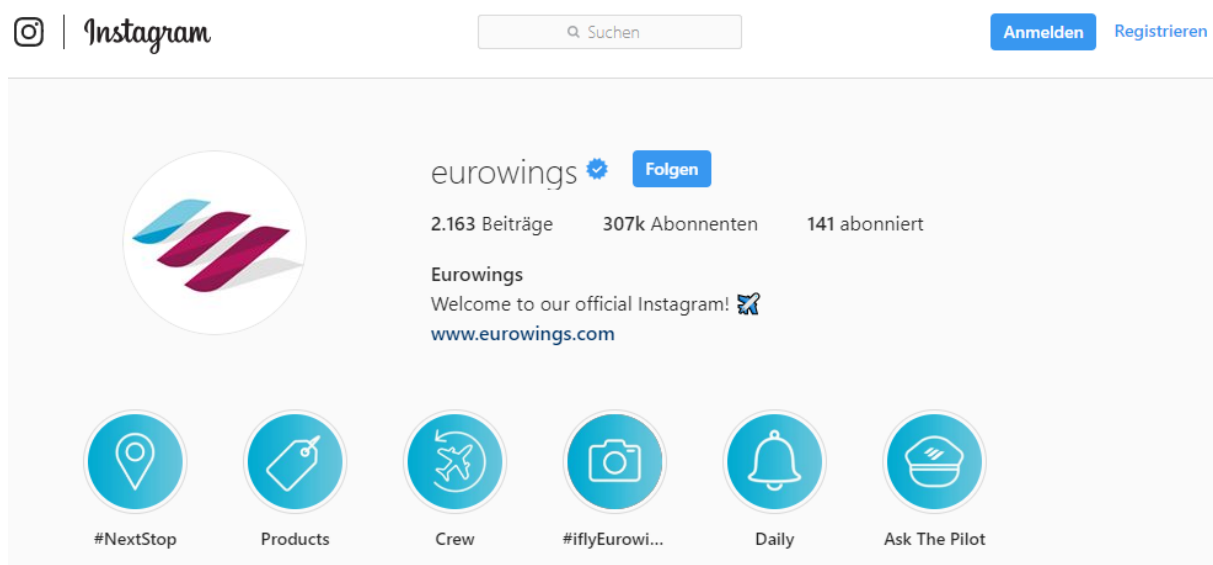 Instagram
Suchen
Anmelden Registrieren
eurowings Folgen
2.163 Beiträge 307k Abonnenten 141 abonniert
Eurowings
Welcome to our official Instagram!
www.eurowings.com
#NextStop Products Crew #iflyEurowi... Daily Ask The Pilot